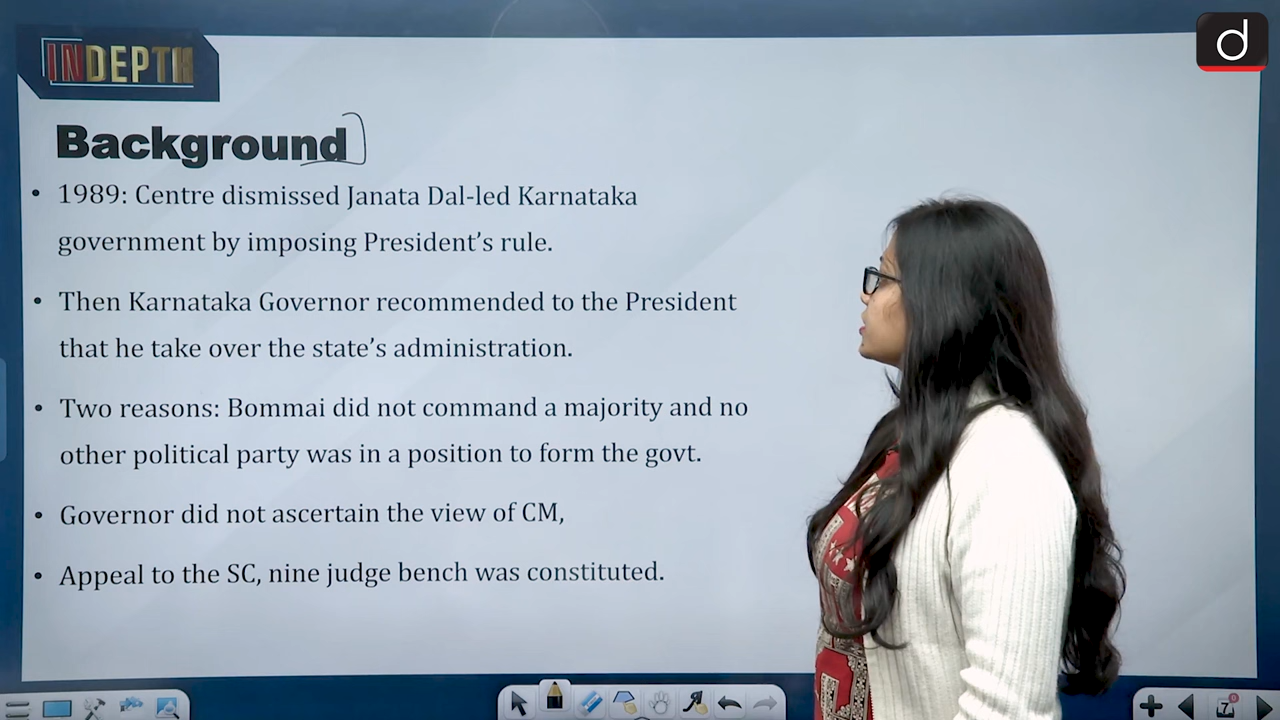 INDEPTH
d
Background
• 1989: Centre dismissed Janata Dal-led Karnataka
government by imposing President's rule.
• Then Karnataka Governor recommended to the President
that he take over the state's administration.
• Two reasons: Bommai did not command a majority and no
other political party was in a position to form the govt.
• Governor did not ascertain the view of CM,
• Appeal to the SC, nine judge bench was constituted.
7